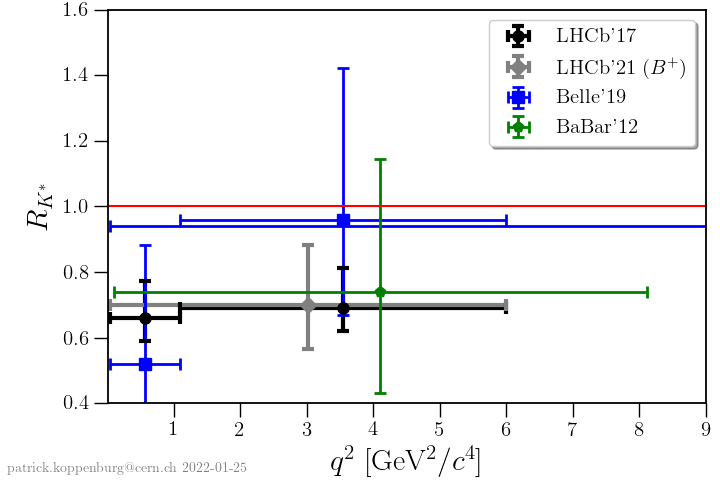 1.6
1.4
1.2
1.0
0.8
0.6
0.4
R_{K*}
LHCb'17
LHCb'21 (B⁺)
Belle'19
BaBar'12
1 2 3 4 5 6 7 8 9
q² [GeV²/c⁴]
patrick.koppenburg@cern.ch 2022-01-25